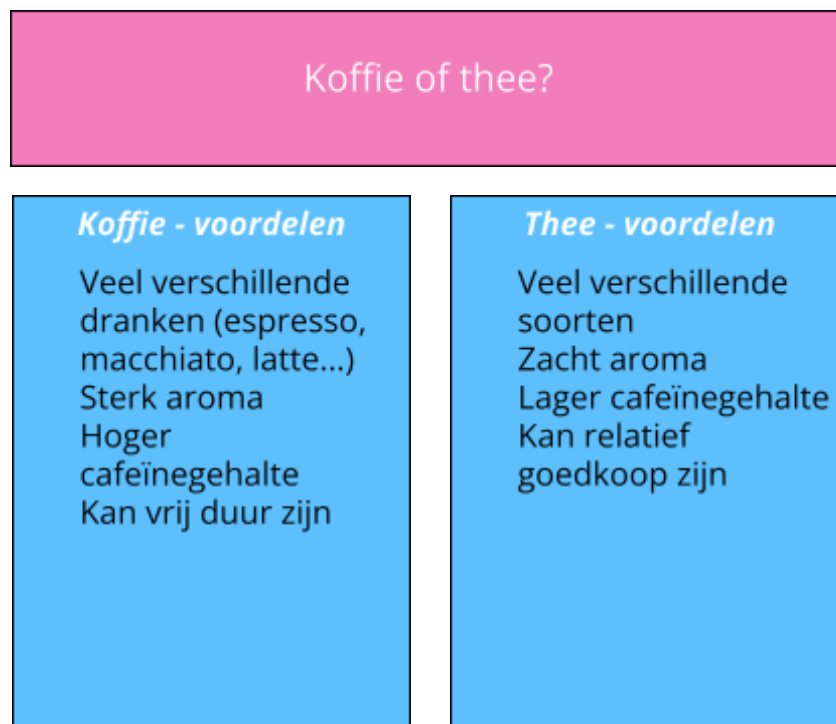 Koffie of thee?
Koffie - voordelen
Veel verschillende
dranken (espresso,
macchiato, latte...)
Sterk aroma
Hoger
cafeïnegehalte
Kan vrij duur zijn
Thee - voordelen
Veel verschillende
soorten
Zacht aroma
Lager cafeïnegehalte
Kan relatief
goedkoop zijn